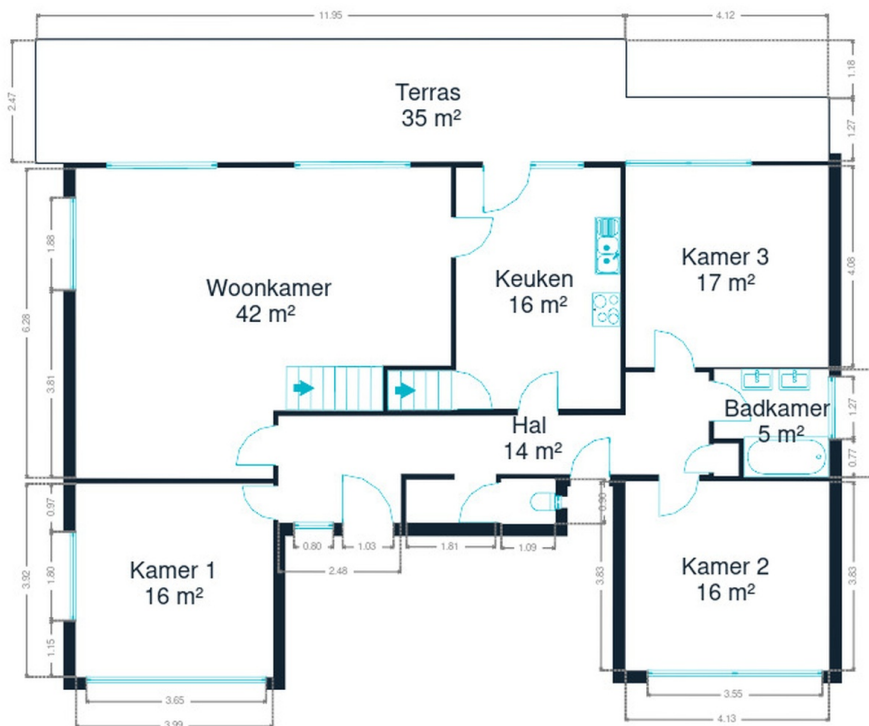 11.95
4.12
2.47
1.18
1.27
Terras
35 m²
6.28
1.88
3.81
Woonkamer
42 m²
Keuken
16 m²
Kamer 3
17 m²
4.08
Badkamer
5 m²
1.27
0.77
Hal
14 m²
3.92
0.97
1.80
1.15
Kamer 1
16 m²
0.80
1.03
2.48
1.81
1.09
0.90
3.83
Kamer 2
16 m²
3.83
3.65
3.99
3.55
4.13